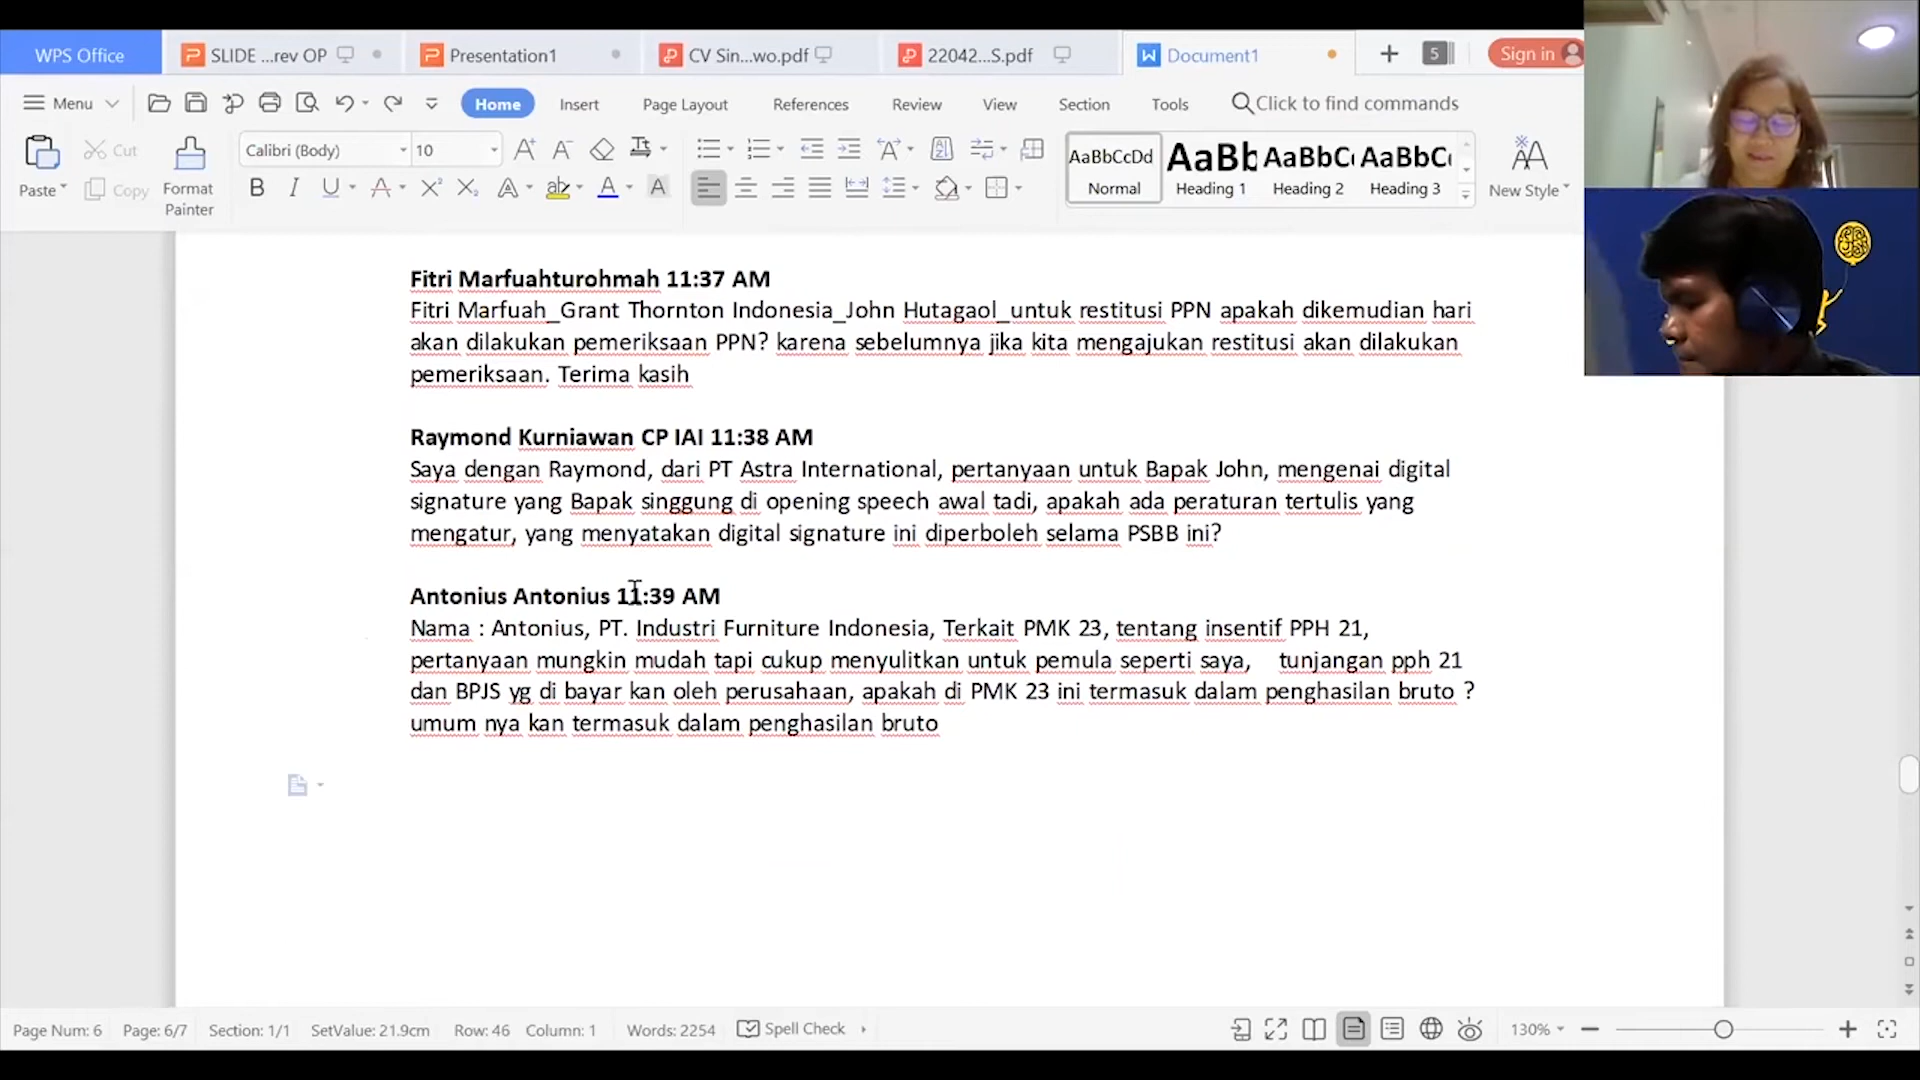 WPS Office
SLIDE ...rev OP
Presentation1
CV Sin...wo.pdf
22042...S.pdf
Document1
5
Sign in
Menu
Home
Insert
Page Layout
References
Review
View
Section
Tools
Click to find commands
Paste
Cut
Copy
Format Painter
Calibri (Body)
10
AaBbCcDd
Normal
AaBb
Heading 1
AaBbC
Heading 2
AaBbC
Heading 3
New Style
Fitri Marfuahturohmah 11:37 AM
Fitri Marfuah_Grant Thornton Indonesia_John Hutagaol_untuk restitusi PPN apakah dikemudian hari
akan dilakukan pemeriksaan PPN? karena sebelumnya jika kita mengajukan restitusi akan dilakukan
pemeriksaan. Terima kasih
Raymond Kurniawan CP IAI 11:38 AM
Saya dengan Raymond, dari PT Astra International, pertanyaan untuk Bapak John, mengenai digital
signature yang Bapak singgung di opening speech awal tadi, apakah ada peraturan tertulis yang
mengatur, yang menyatakan digital signature ini diperboleh selama PSBB ini?
Antonius Antonius 11:39 AM
Nama : Antonius, PT. Industri Furniture Indonesia, Terkait PMK 23, tentang insentif PPH 21,
pertanyaan mungkin mudah tapi cukup menyulitkan untuk pemula seperti saya, tunjangan pph 21
dan BPJS yg di bayar kan oleh perusahaan, apakah di PMK 23 ini termasuk dalam penghasilan bruto ?
umum nya kan termasuk dalam penghasilan bruto
Page Num: 6
Page: 6/7
Section: 1/1
SetValue: 21.9cm
Row: 46
Column: 1
Words: 2254
Spell Check
130%